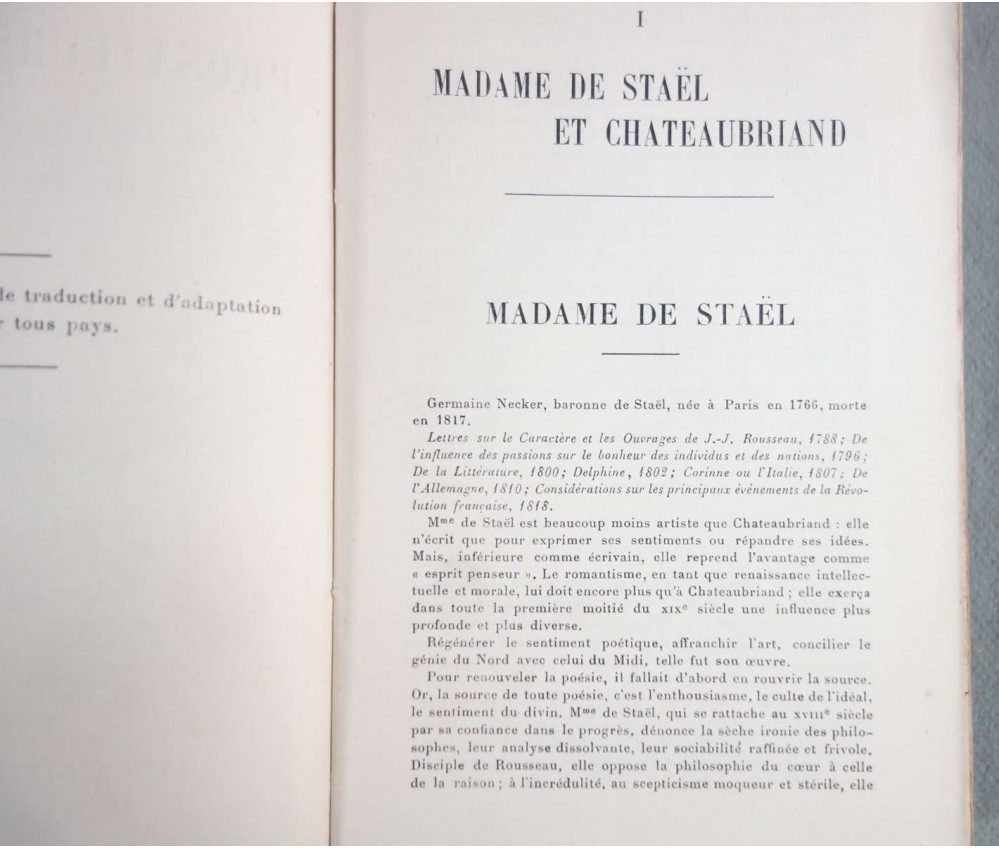 de traduction et d'adaptation
tous pays.
I
MADAME DE STAËL
ET CHATEAUBRIAND
MADAME DE STAËL
Germaine Necker, baronne de Staël, née à Paris en 1766, morte
en 1817.
Lettres sur le Caractère et les Ouvrages de J.-J. Rousseau, 1788; De
l'influence des passions sur le bonheur des individus et des nations, 1796;
De la Littérature, 1800; Delphine, 1802; Corinne ou l'Italie, 1807; De
l'Allemagne, 1810; Considérations sur les principaux événements de la Révo-
lution française, 1818.
Mme de Staël est beaucoup moins artiste que Chateaubriand : elle
n'écrit que pour exprimer ses sentiments ou répandre ses idées.
Mais, inférieure comme écrivain, elle reprend l'avantage comme
« esprit penseur ». Le romantisme, en tant que renaissance intellec-
tuelle et morale, lui doit encore plus qu'à Chateaubriand ; elle exerça
dans toute la première moitié du XIXe siècle une influence plus
profonde et plus diverse.
Régénérer le sentiment poétique, affranchir l'art, concilier le
génie du Nord avec celui du Midi, telle fut son œuvre.
Pour renouveler la poésie, il fallait d'abord en rouvrir la source.
Or, la source de toute poésie, c'est l'enthousiasme, le culte de l'idéal,
le sentiment du divin. Mme de Staël, qui se rattache au XVIIIe siècle
par sa confiance dans le progrès, dénonce la sèche ironie des philo-
sophes, leur analyse dissolvante, leur sociabilité raffinée et frivole.
Disciple de Rousseau, elle oppose la philosophie du cœur à celle
de la raison ; à l'incrédulité, au scepticisme moqueur et stérile, elle